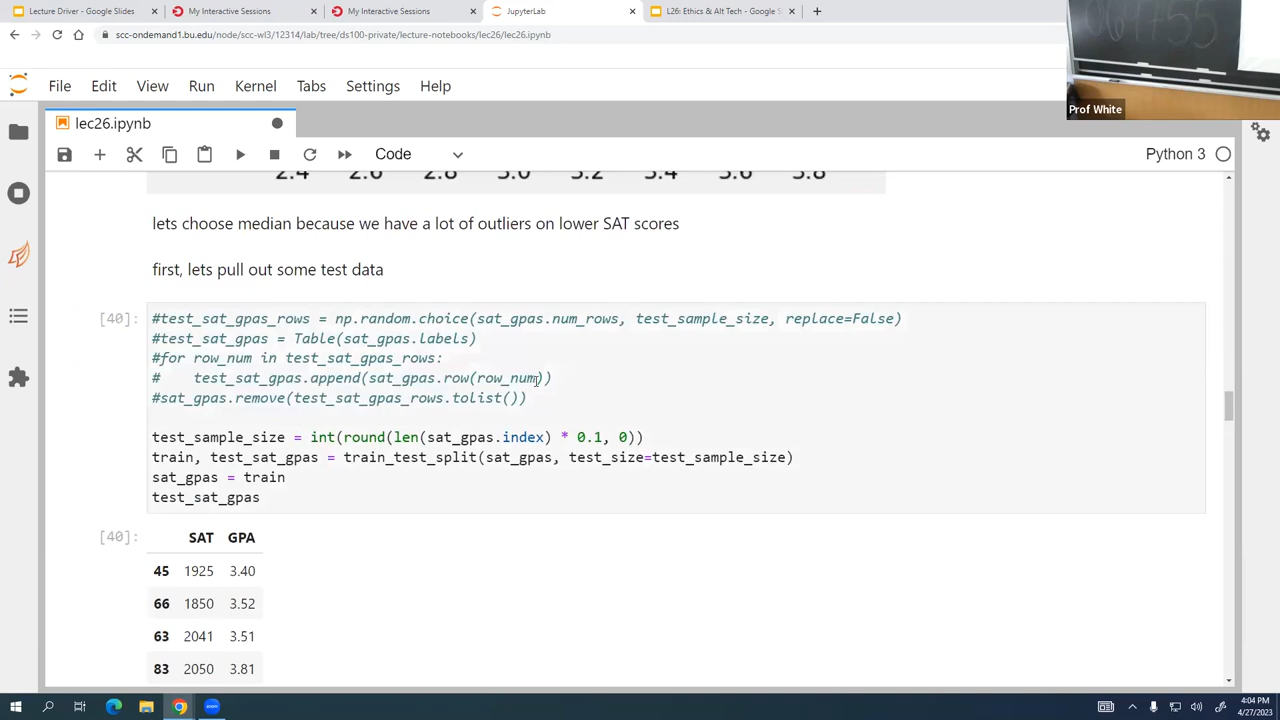 Lecture Driver - Google Slides
My Interactive Sessions
My Interactive Sessions
JupyterLab
L26: Ethics & Alt Tech - Google S
scc-ondemand1.bu.edu/node/scc-wl3/12314/lab/tree/ds100-private/lecture-notebooks/lec26/lec26.ipynb
Prof White
File Edit View Run Kernel Tabs Settings Help
lec26.ipynb
Code
Python 3
2.4 2.6 2.8 3.0 3.2 3.4 3.6 3.8
lets choose median because we have a lot of outliers on lower SAT scores
first, lets pull out some test data
[40]:
#test_sat_gpas_rows = np.random.choice(sat_gpas.num_rows, test_sample_size, replace=False)
#test_sat_gpas = Table(sat_gpas.labels)
#for row_num in test_sat_gpas_rows:
#    test_sat_gpas.append(sat_gpas.row(row_num))
#sat_gpas.remove(test_sat_gpas_rows.tolist())
test_sample_size = int(round(len(sat_gpas.index) * 0.1, 0))
train, test_sat_gpas = train_test_split(sat_gpas, test_size=test_sample_size)
sat_gpas = train
test_sat_gpas
[40]:
SAT GPA
45 1925 3.40
66 1850 3.52
63 2041 3.51
83 2050 3.81
4:04 PM
4/27/2023